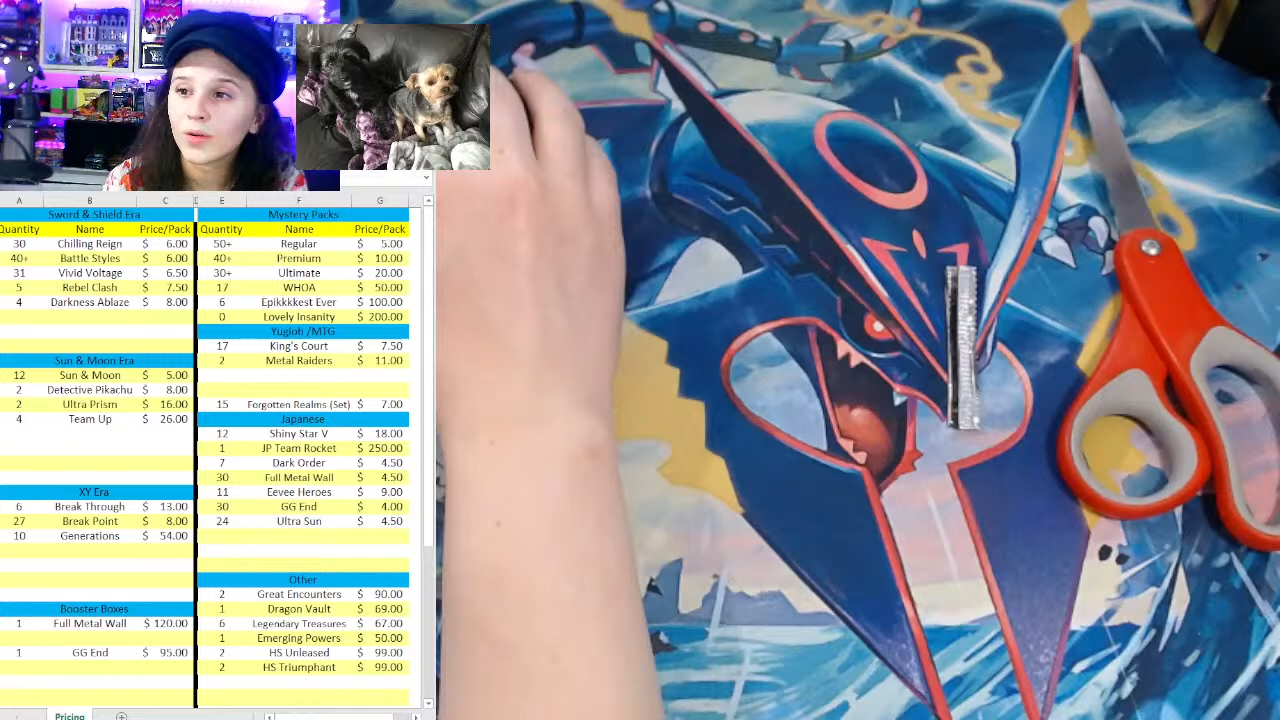 A B C D E F G
Sword & Shield Era
Quantity Name Price/Pack
30 Chilling Reign $ 6.00
40+ Battle Styles $ 6.00
31 Vivid Voltage $ 6.50
5 Rebel Clash $ 7.50
4 Darkness Ablaze $ 8.00
Sun & Moon Era
12 Sun & Moon $ 5.00
2 Detective Pikachu $ 8.00
2 Ultra Prism $ 16.00
4 Team Up $ 26.00
XY Era
6 Break Through $ 13.00
27 Break Point $ 8.00
10 Generations $ 54.00
Booster Boxes
1 Full Metal Wall $ 120.00
1 GG End $ 95.00
Mystery Packs
Quantity Name Price/Pack
50+ Regular $ 5.00
40+ Premium $ 10.00
30+ Ultimate $ 20.00
17 WHOA $ 50.00
6 Epikkkkest Ever $ 100.00
0 Lovely Insanity $ 200.00
Yugioh /MTG
17 King's Court $ 7.50
2 Metal Raiders $ 11.00
15 Forgotten Realms (Set) $ 7.00
Japanese
12 Shiny Star V $ 18.00
1 JP Team Rocket $ 250.00
7 Dark Order $ 4.50
30 Full Metal Wall $ 4.50
11 Eevee Heroes $ 9.00
30 GG End $ 4.00
24 Ultra Sun $ 4.50
Other
2 Great Encounters $ 90.00
1 Dragon Vault $ 69.00
6 Legendary Treasures $ 67.00
1 Emerging Powers $ 50.00
2 HS Unleased $ 99.00
2 HS Triumphant $ 99.00
Pricing